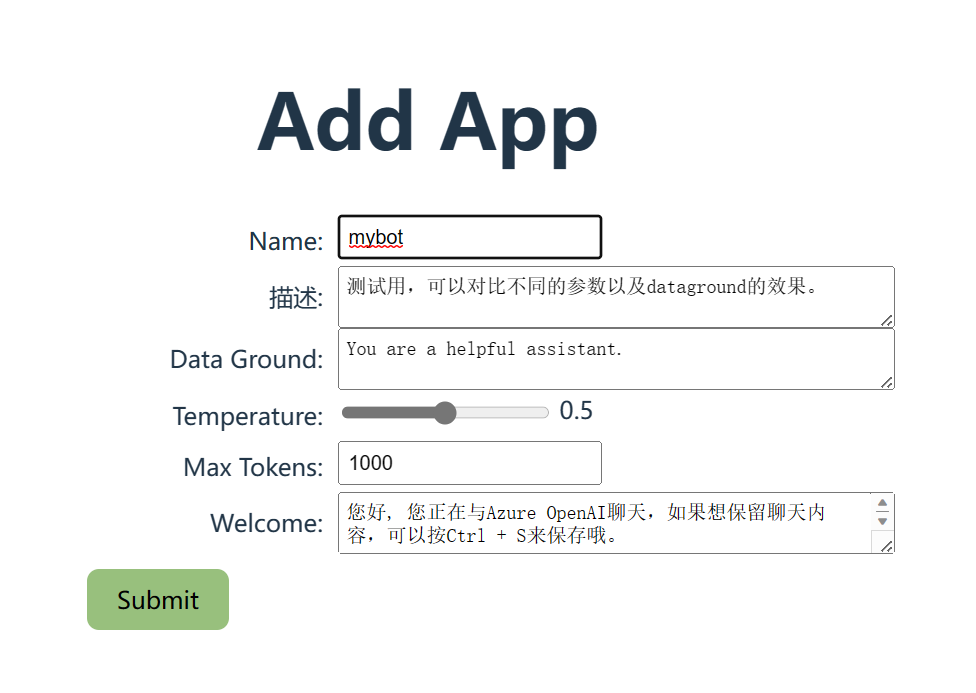 Add App
Name: mybot
描述: 测试用，可以对比不同的参数以及dataground的效果。
Data Ground: You are a helpful assistant.
Temperature: 0.5
Max Tokens: 1000
Welcome: 您好, 您正在与Azure OpenAI聊天，如果想保留聊天内
容，可以按Ctrl + S来保存哦。
Submit